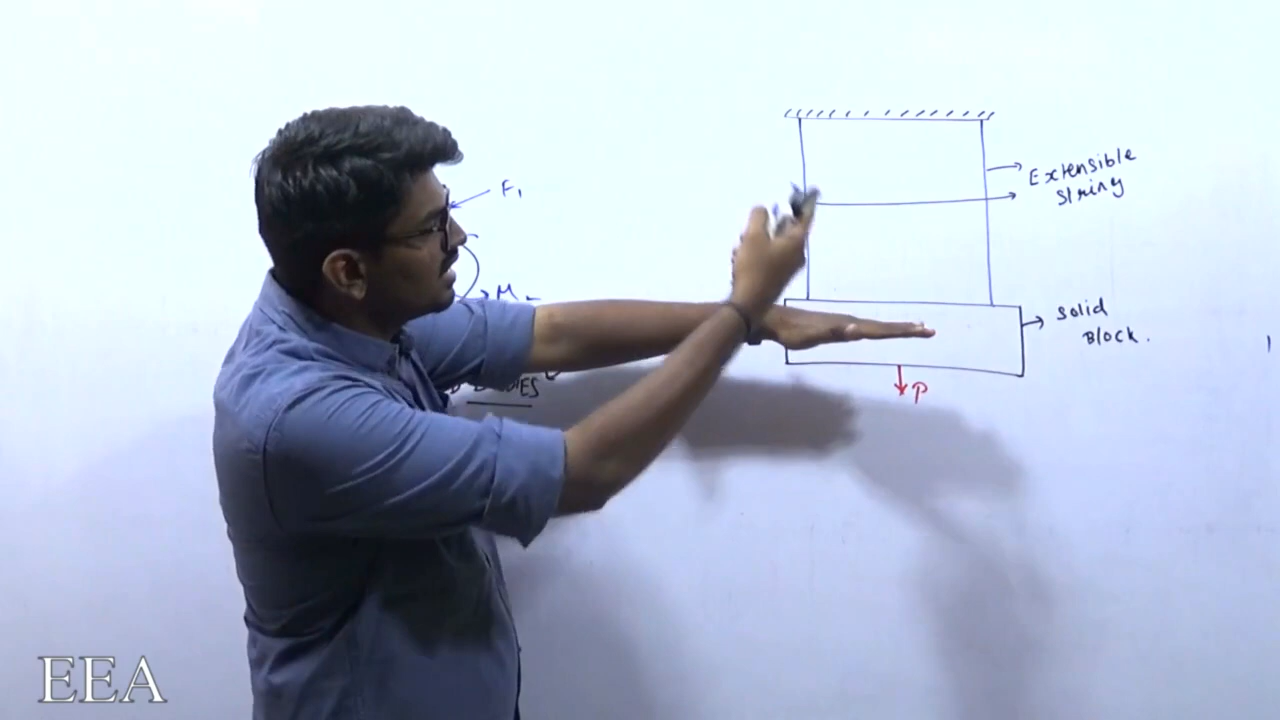 F1
M
Extensible
String
Solid
Block.
P
EEA